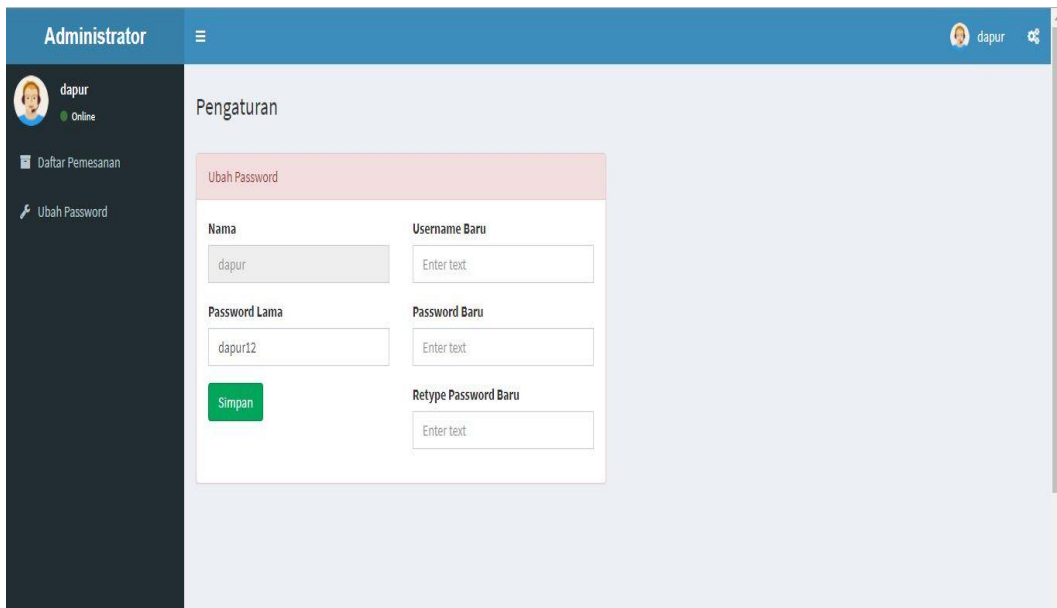 Administrator
dapur
dapur
Online
Daftar Pemesanan
Ubah Password
Pengaturan
Ubah Password
Nama
dapur
Username Baru
Enter text
Password Lama
dapur12
Password Baru
Enter text
Simpan
Retype Password Baru
Enter text